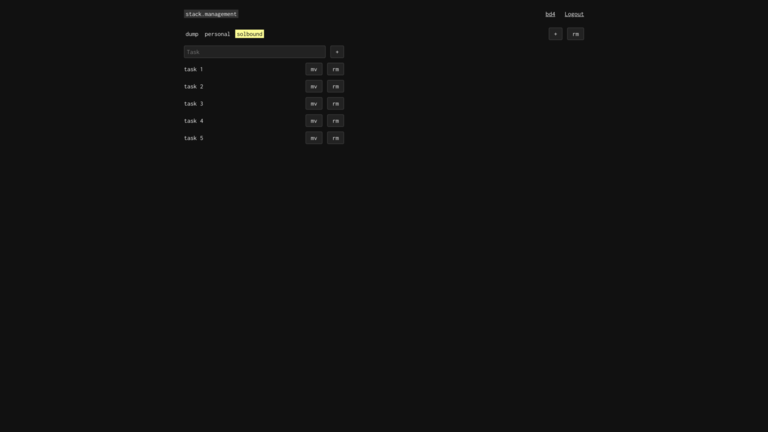 stack.management bd4 Logout
dump personal solbound + rm
Task +
task 1 mv rm
task 2 mv rm
task 3 mv rm
task 4 mv rm
task 5 mv rm